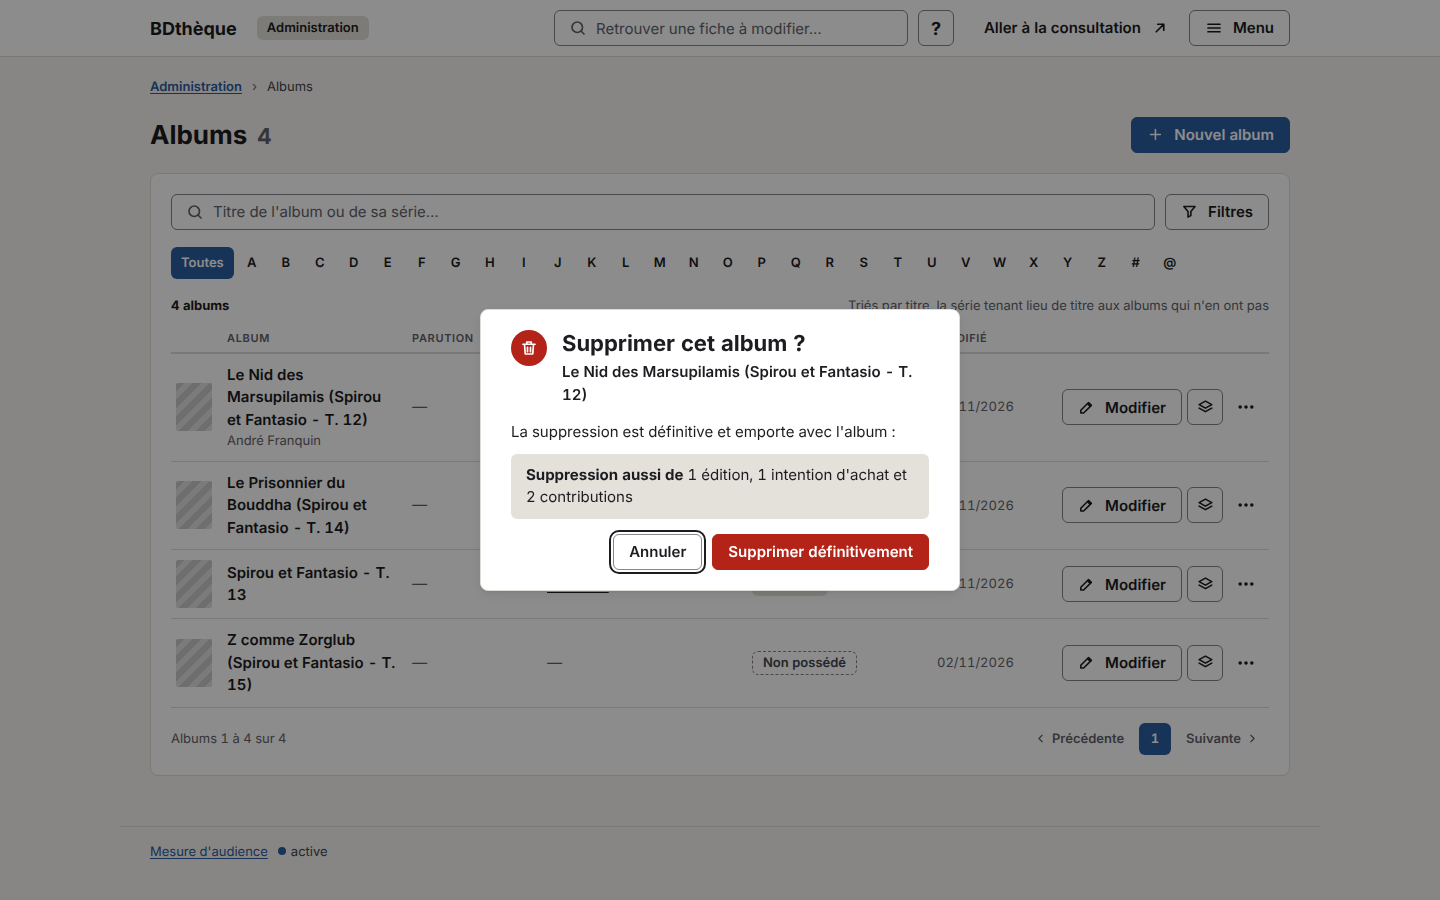 BDthèque Administration Retrouver une fiche à modifier... ? Aller à la consultation Menu
Administration › Albums
Albums 4
Nouvel album
Titre de l'album ou de sa série...
Filtres
Toutes A B C D E F G H I J K L M N O P Q R S T U V W X Y Z # @
4 albums
Triés par titre, la série tenant lieu de titre aux albums qui n'en ont pas
ALBUM PARUTION
Le Nid des
Marsupilamis (Spirou
et Fantasio - T. 12)
André Franquin
—
11/2026
Modifier
Le Prisonnier du
Bouddha (Spirou et
Fantasio - T. 14)
—
11/2026
Modifier
Spirou et Fantasio - T.
13
—
11/2026
Modifier
Z comme Zorglub
(Spirou et Fantasio - T.
15)
— —
Non possédé
02/11/2026
Modifier
Albums 1 à 4 sur 4
Précédente 1 Suivante
Supprimer cet album ?
Le Nid des Marsupilamis (Spirou et Fantasio - T.
12)
La suppression est définitive et emporte avec l'album :
Suppression aussi de 1 édition, 1 intention d'achat et
2 contributions
Annuler Supprimer définitivement
Mesure d'audience active